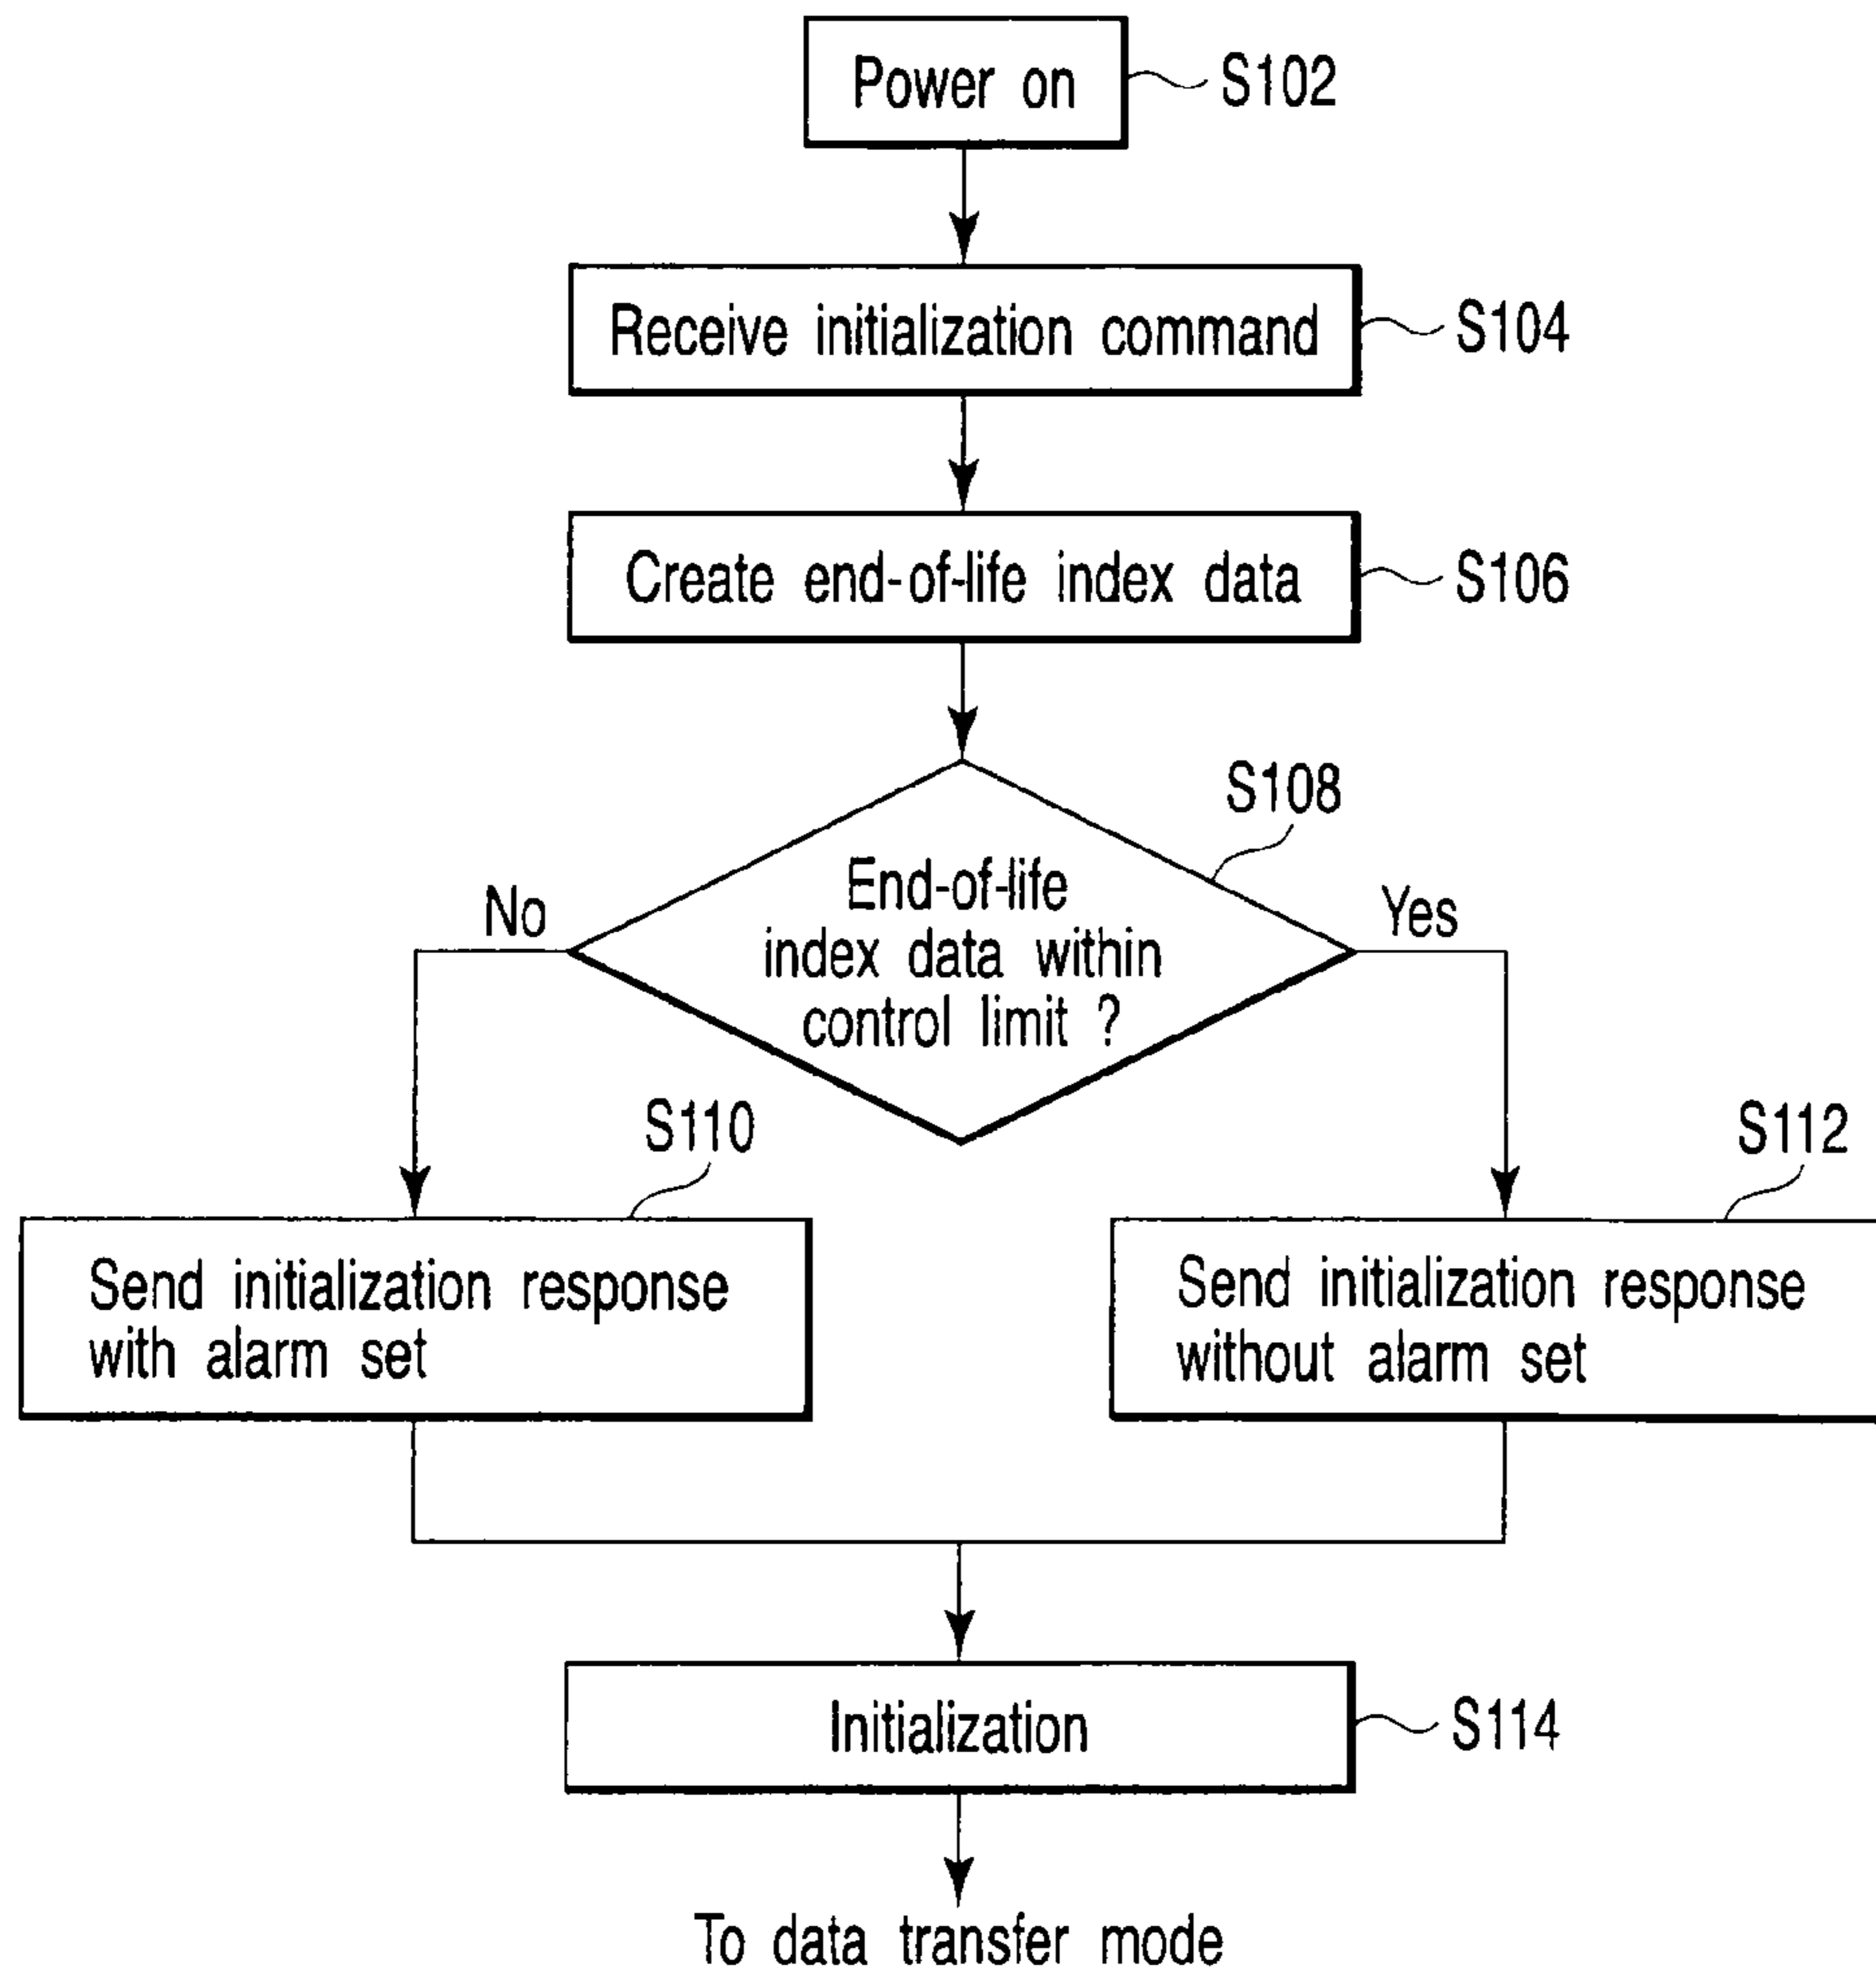 Power on
S102
Receive initialization command
S104
Create end-of-life index data
S106
S108
End-of-life
index data within
control limit ?
No
Yes
S110
S112
Send initialization response
with alarm set
Send initialization response
without alarm set
Initialization
S114
To data transfer mode